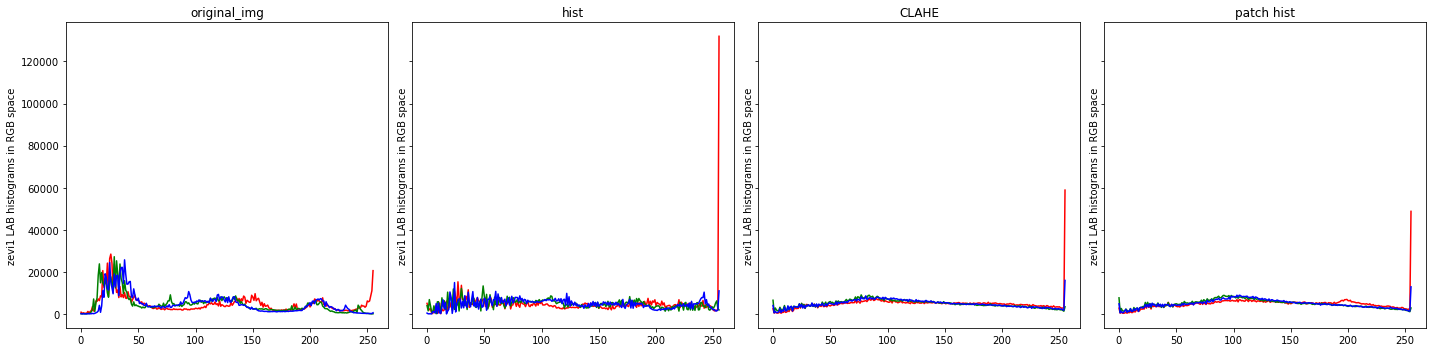 original_img
hist
CLAHE
patch hist
zevi1 LAB histograms in RGB space
zevi1 LAB histograms in RGB space
zevi1 LAB histograms in RGB space
zevi1 LAB histograms in RGB space
120000
100000
80000
60000
40000
20000
0
0 50 100 150 200 250
0 50 100 150 200 250
0 50 100 150 200 250
0 50 100 150 200 250